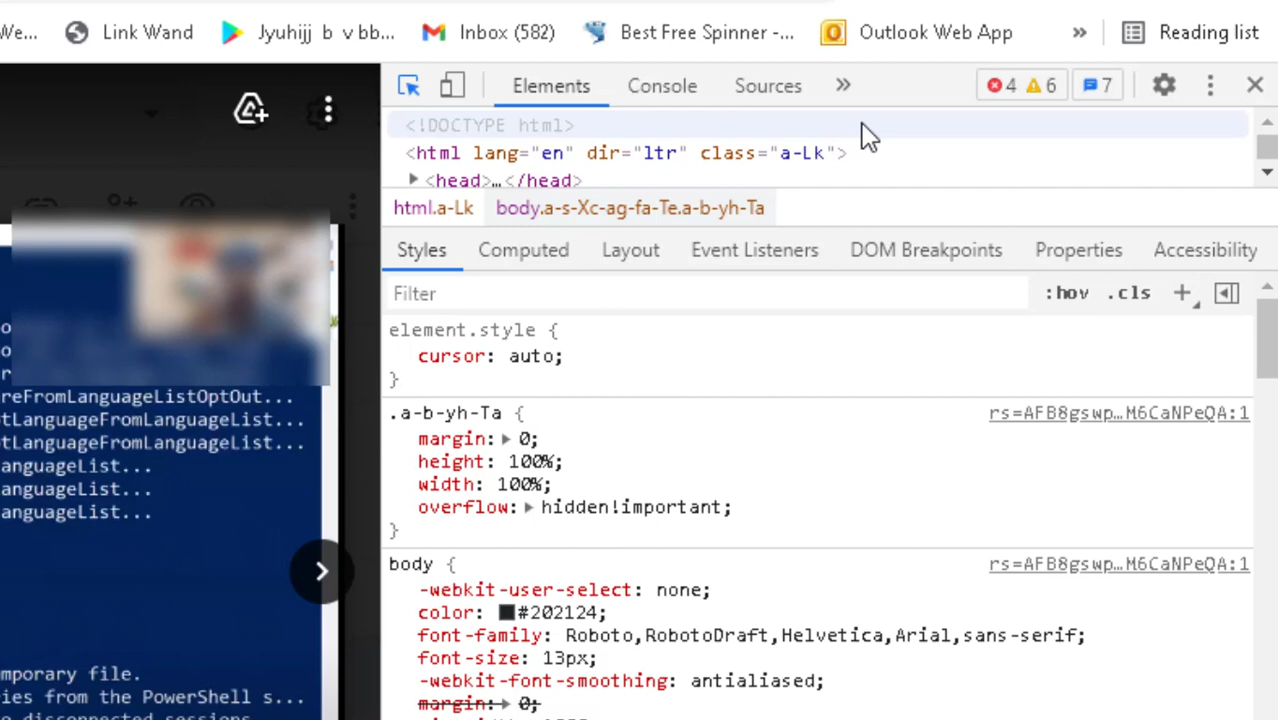 We... Link Wand Jyuhijj b v bb... Inbox (582) Best Free Spinner -... Outlook Web App » Reading list
Elements Console Sources » 4 6 7
<!DOCTYPE html>
<html lang="en" dir="ltr" class="a-Lk">
<head>…</head>
html.a-Lk body.a-s-Xc-ag-fa-Te.a-b-yh-Ta
Styles Computed Layout Event Listeners DOM Breakpoints Properties Accessibility
Filter :hov .cls +
element.style {
cursor: auto;
}
.a-b-yh-Ta { rs=AFB8gswp…M6CaNPeQA:1
margin: 0;
height: 100%;
width: 100%;
overflow: hidden!important;
}
body { rs=AFB8gswp…M6CaNPeQA:1
-webkit-user-select: none;
color: #202124;
font-family: Roboto,RobotoDraft,Helvetica,Arial,sans-serif;
font-size: 13px;
-webkit-font-smoothing: antialiased;
margin: 0;
reFromLanguageListOptOut...
tLanguageFromLanguageList...
tLanguageFromLanguageList...
anguageList...
anguageList...
anguageList...
mporary file.
ies from the PowerShell s...
disconnected sessions